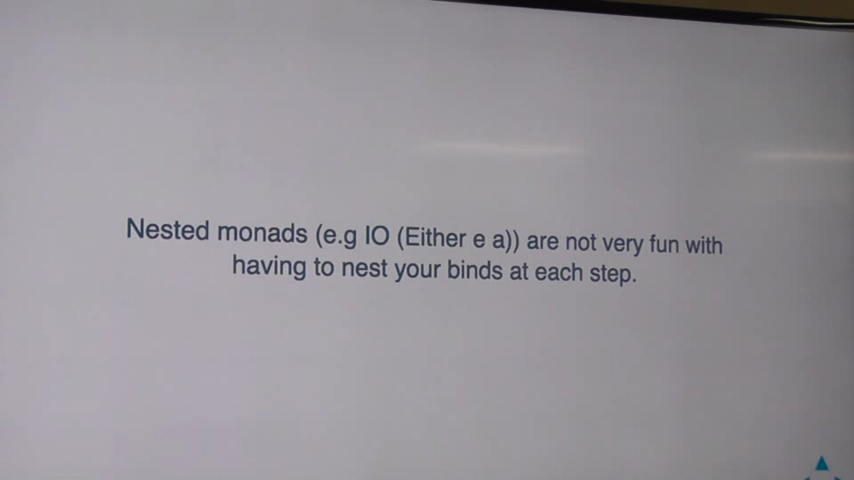 Nested monads (e.g IO (Either e a)) are not very fun with
having to nest your binds at each step.